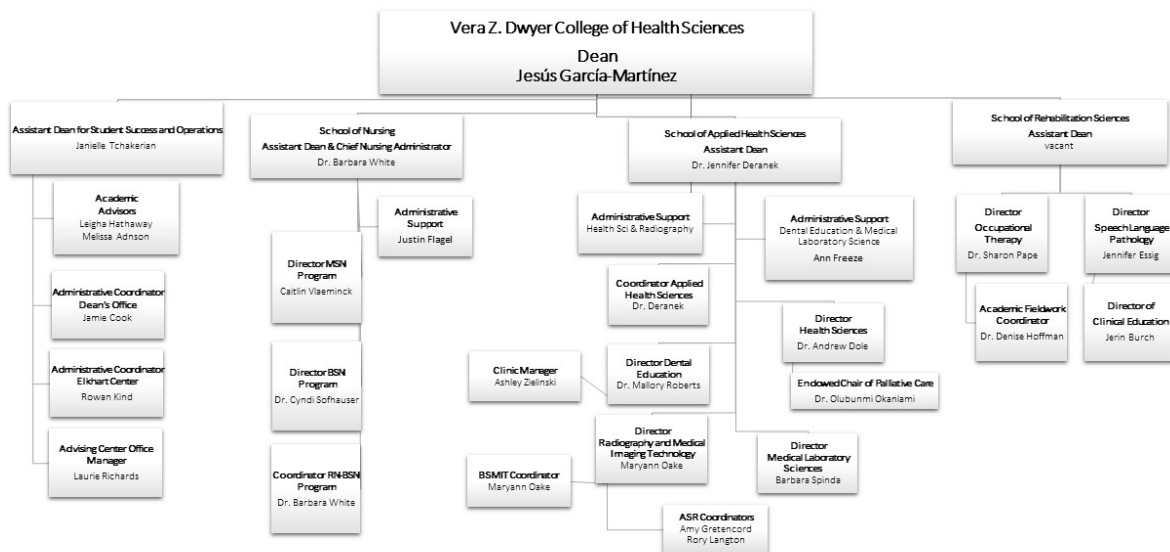 Vera Z. Dwyer College of Health Sciences
Dean
Jesús García-Martínez
Assistant Dean for Student Success and Operations
Janielle Tchakerian
School of Nursing
Assistant Dean & Chief Nursing Administrator
Dr. Barbara White
School of Applied Health Sciences
Assistant Dean
Dr. Jennifer Deranek
School of Rehabilitation Sciences
Assistant Dean
vacant
Academic
Advisors
Leigha Hathaway
Melissa Adnson
Administrative Coordinator
Dean's Office
Jamie Cook
Administrative Coordinator
Elkhart Center
Rowan Kind
Advising Center Office
Manager
Laurie Richards
Administrative
Support
Justin Flagel
Director MSN
Program
Caitlin Vlaeminck
Director BSN
Program
Dr. Cyndi Sofhauser
Coordinator RN-BSN
Program
Dr. Barbara White
Administrative Support
Health Sci & Radiography
Administrative Support
Dental Education & Medical
Laboratory Science
Ann Freeze
Coordinator Applied
Health Sciences
Dr. Deranek
Director
Health Sciences
Dr. Andrew Dole
Endowed Chair of Palliative Care
Dr. Olubunmi Okanlami
Clinic Manager
Ashley Zielinski
Director Dental
Education
Dr. Mallory Roberts
Director
Radiography and Medical
Imaging Technology
Maryann Oake
BSMIT Coordinator
Maryann Oake
ASR Coordinators
Amy Gretencord
Rory Langton
Director
Medical Laboratory
Sciences
Barbara Spinda
Director
Occupational
Therapy
Dr. Sharon Pape
Academic Fieldwork
Coordinator
Dr. Denise Hoffman
Director
Speech Language
Pathology
Jennifer Essig
Director of
Clinical Education
Jerin Burch